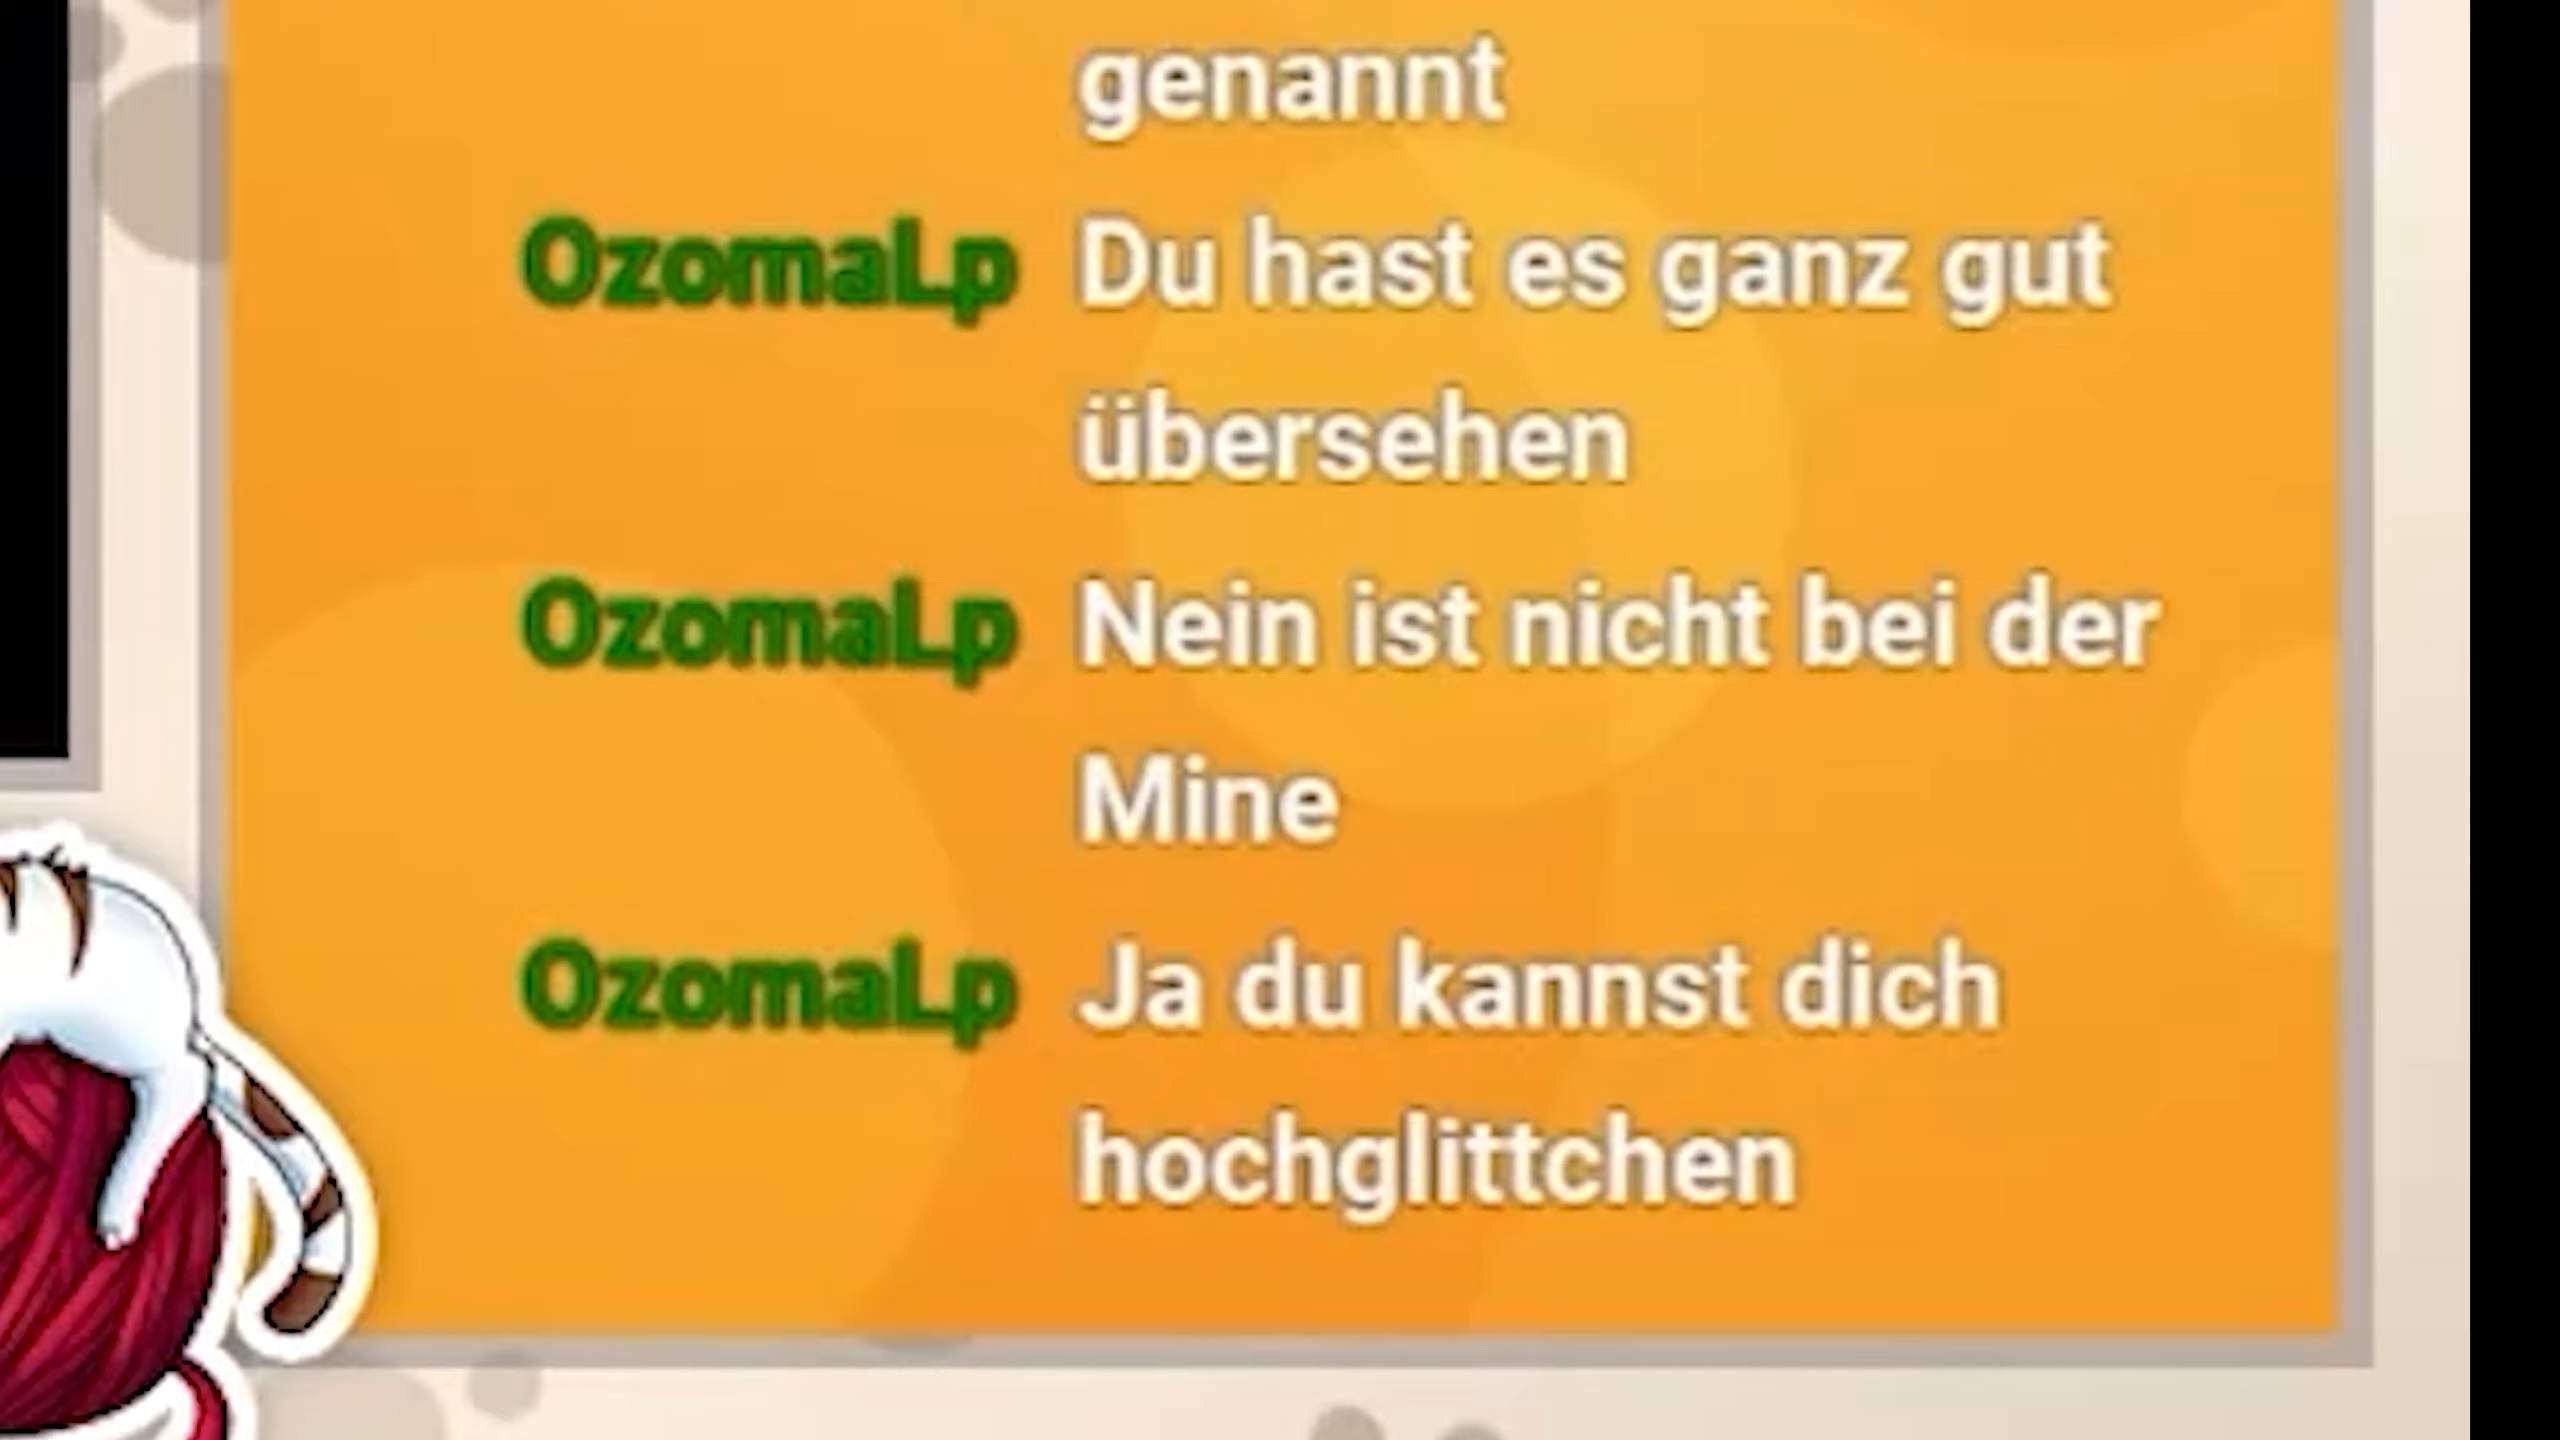 genannt
OzomaLp Du hast es ganz gut
übersehen
OzomaLp Nein ist nicht bei der
Mine
OzomaLp Ja du kannst dich
hochglittchen